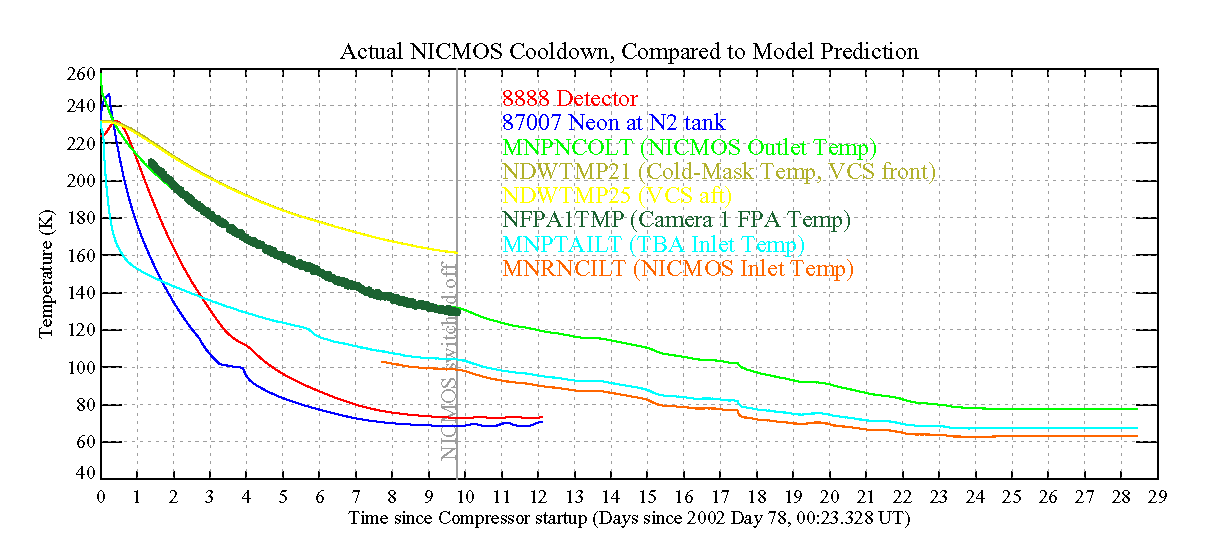 Actual NICMOS Cooldown, Compared to Model Prediction
260
240
220
200
180
160
140
120
100
80
60
40
Temperature (K)
8888 Detector
87007 Neon at N2 tank
MNPNCOLT (NICMOS Outlet Temp)
NDWTMP21 (Cold-Mask Temp, VCS front)
NDWTMP25 (VCS aft)
NFPA1TMP (Camera 1 FPA Temp)
MNPTAILT (TBA Inlet Temp)
MNRNCILT (NICMOS Inlet Temp)
NICMOS switched off
0 1 2 3 4 5 6 7 8 9 10 11 12 13 14 15 16 17 18 19 20 21 22 23 24 25 26 27 28 29
Time since Compressor startup (Days since 2002 Day 78, 00:23.328 UT)